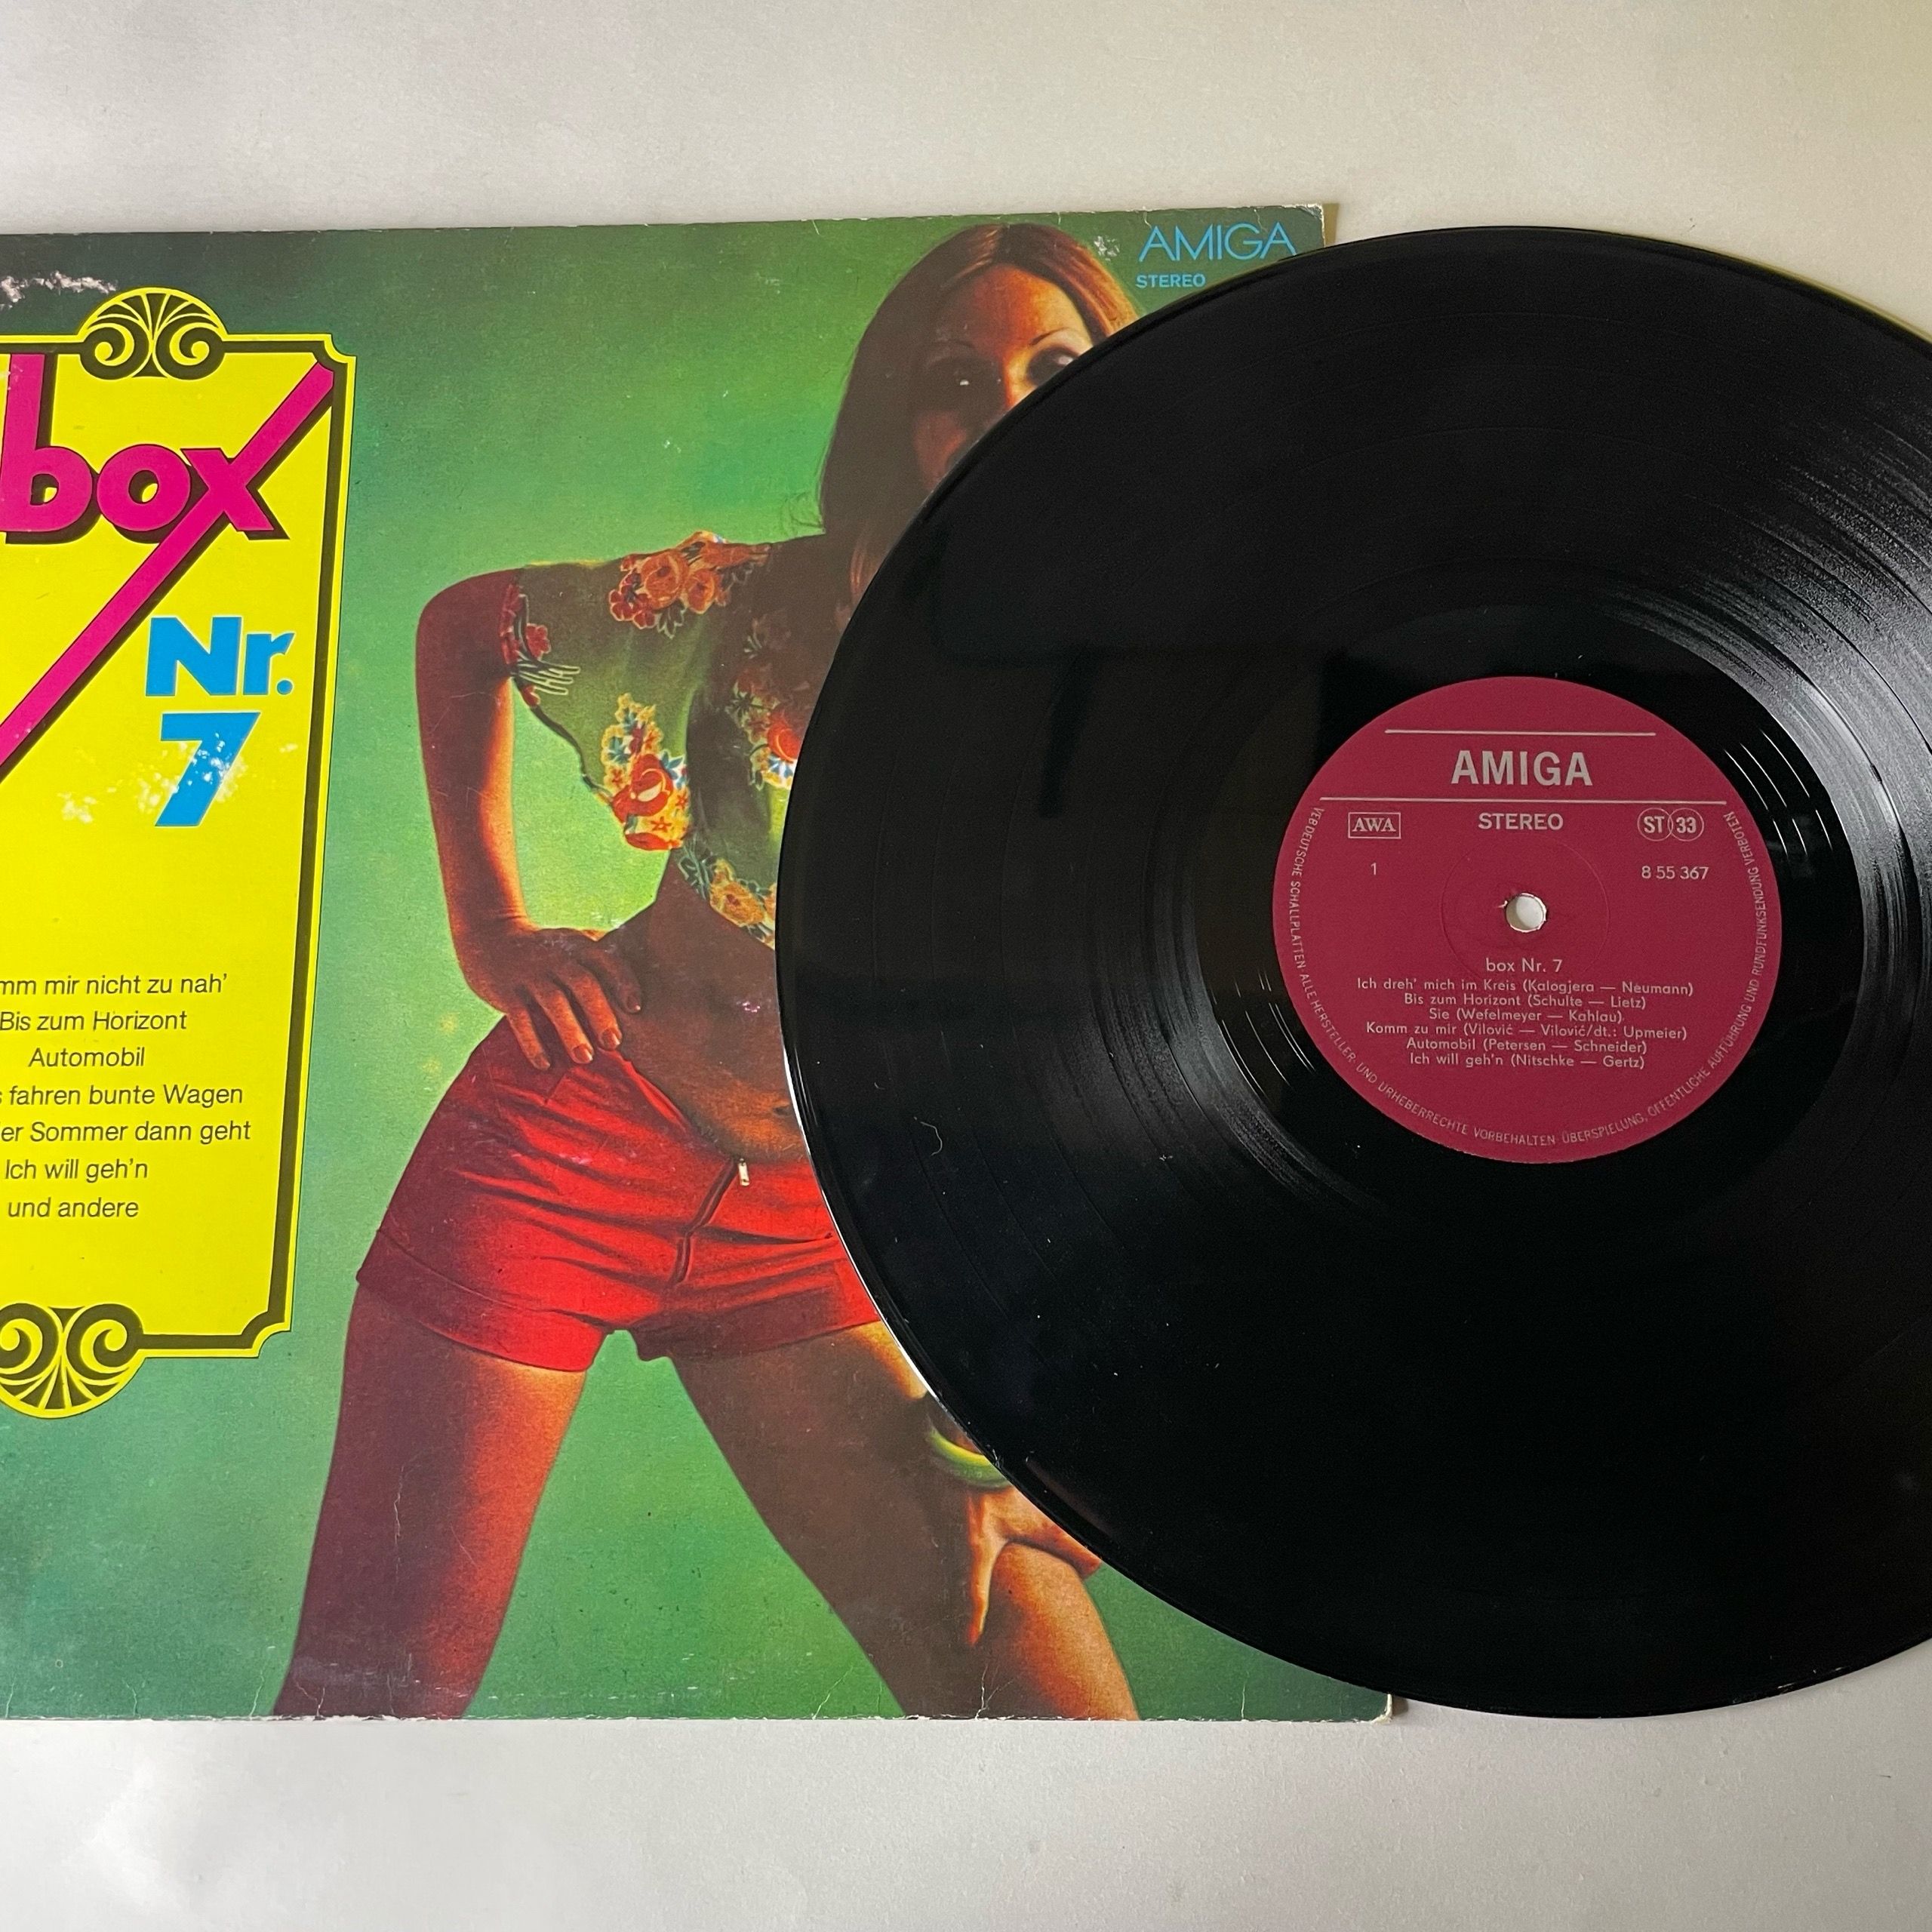 AMIGA
STEREO
box
Nr.
7
mir nicht zu nah'
Bis zum Horizont
Automobil
fahren bunte Wagen
Sommer dann geht
Ich will geh'n
und andere
AMIGA
AWA
STEREO
ST 33
1
8 55 367
box Nr. 7
Ich dreh' mich im Kreis (Kalogjera — Neumann)
Bis zum Horizont (Schulte — Lietz)
Sie (Wefelmeyer — Kahlau)
Komm zu mir (Vilović — Vilović/dt.: Upmeier)
Automobil (Petersen — Schneider)
Ich will geh'n (Nitschke — Gertz)
VEB DEUTSCHE SCHALLPLATTEN ALLE HERSTELLER- UND URHEBERRECHTE VORBEHALTEN · ÜBERSPIELUNG, ÖFFENTLICHE AUFFÜHRUNG UND RUNDFUNKSENDUNG VERBOTEN